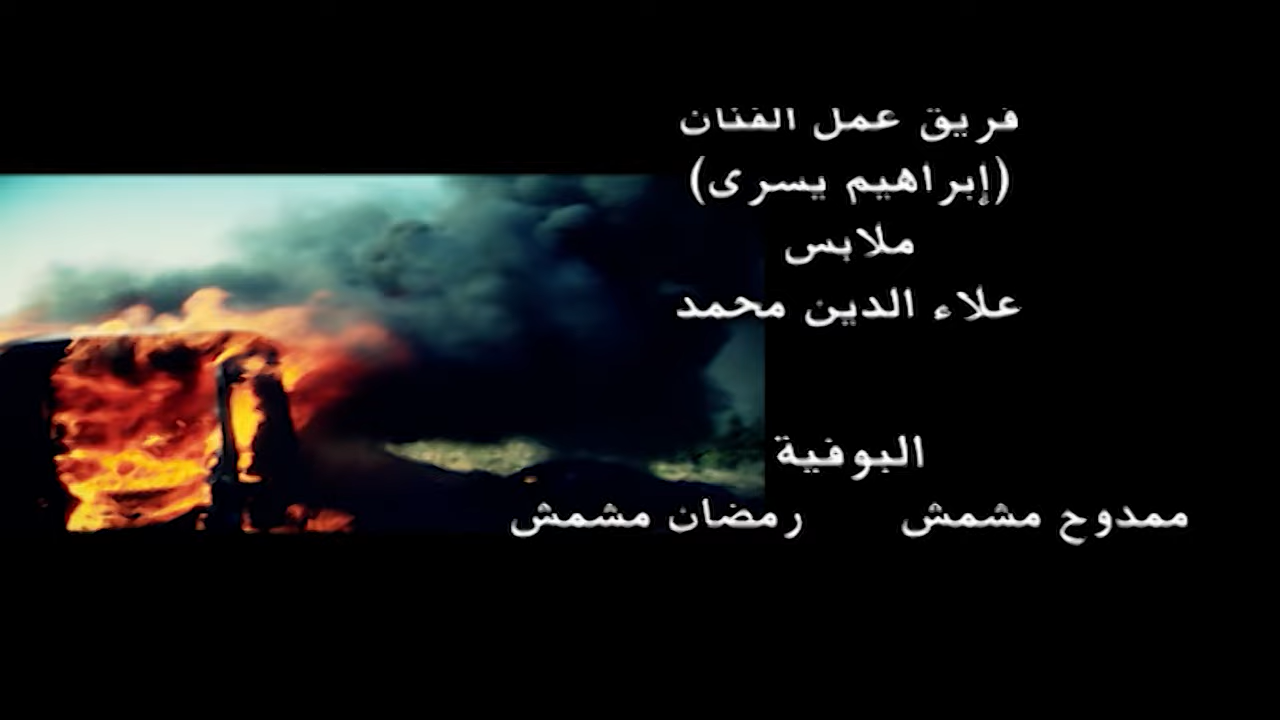 فريق عمل الفنان
(إبراهيم يسرى)
ملابس
علاء الدين محمد
البوفية
ممدوح مشمش رمضان مشمش